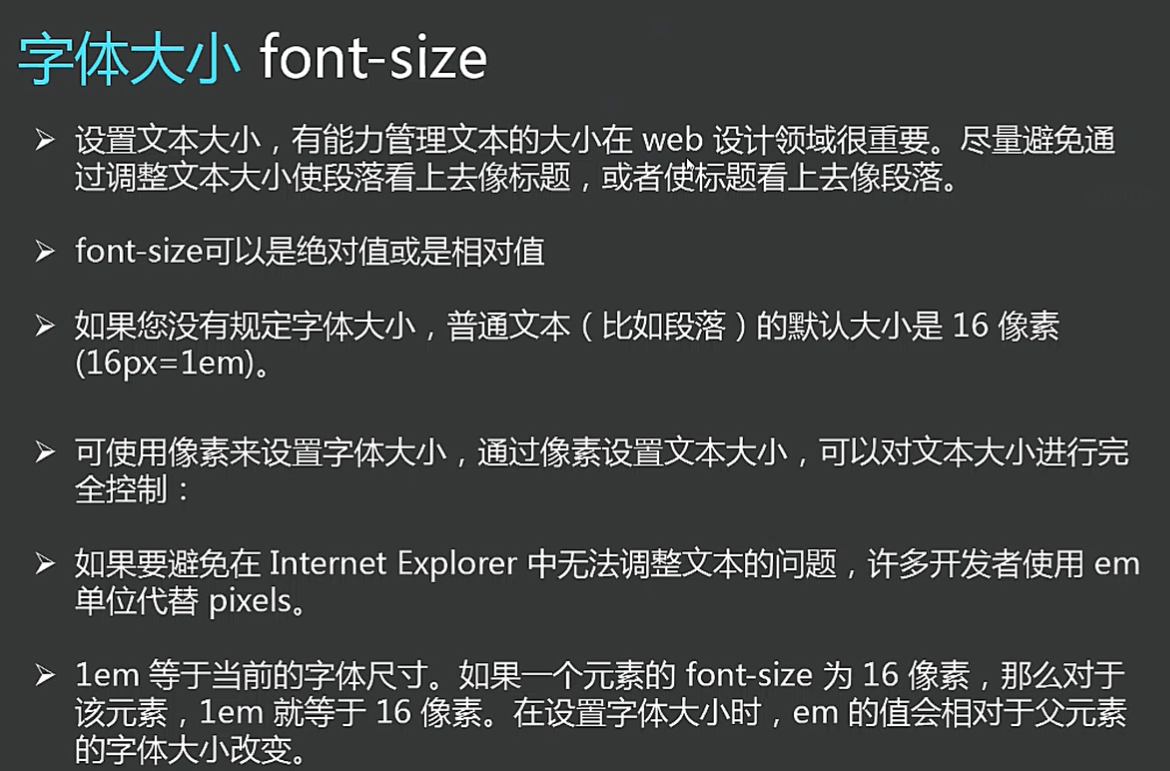 字体大小 font-size
➢ 设置文本大小，有能力管理文本的大小在 web 设计领域很重要。尽量避免通
过调整文本大小使段落看上去像标题，或者使标题看上去像段落。
➢ font-size可以是绝对值或是相对值
➢ 如果您没有规定字体大小，普通文本（比如段落）的默认大小是 16 像素
(16px=1em)。
➢ 可使用像素来设置字体大小，通过像素设置文本大小，可以对文本大小进行完
全控制：
➢ 如果要避免在 Internet Explorer 中无法调整文本的问题，许多开发者使用 em
单位代替 pixels。
➢ 1em 等于当前的字体尺寸。如果一个元素的 font-size 为 16 像素，那么对于
该元素，1em 就等于 16 像素。在设置字体大小时，em 的值会相对于父元素
的字体大小改变。